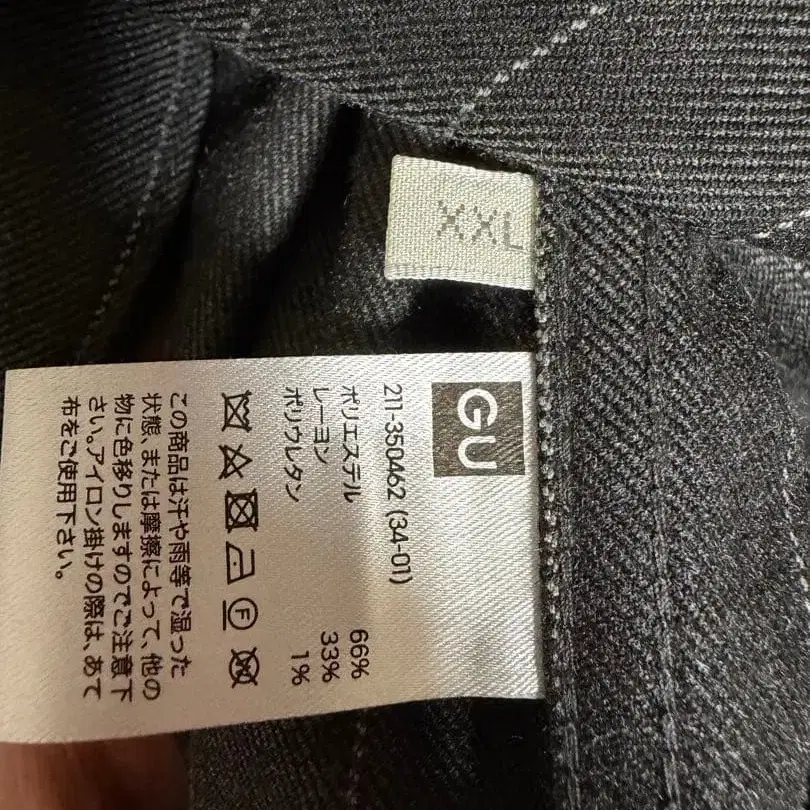 XXL
GU
211-350462 (34-01)
ポリエステル 66%
レーヨン 33%
ポリウレタン 1%
F
この商品は汗や雨等で湿った
状態、または摩擦によって、他の
物に色移りしますのでご注意下
さい。アイロン掛けの際は、あて
布をご使用下さい。